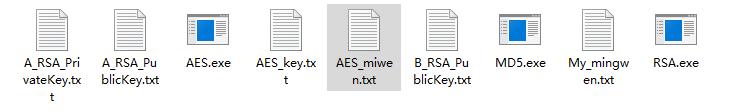 A_RSA_Pri
vateKey.tx
t
A_RSA_Pu
blicKey.txt
AES.exe
AES_key.tx
t
AES_miwe
n.txt
B_RSA_Pu
blicKey.txt
MD5.exe
My_mingw
en.txt
RSA.exe